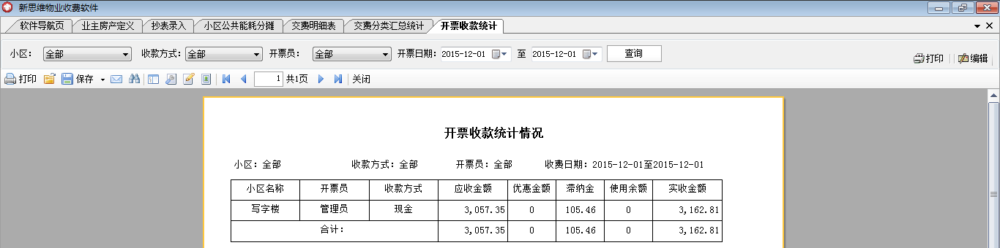 新思维物业收费软件
软件导航页 业主房产定义 抄表录入 小区公共能耗分摊 交费明细表 交费分类汇总统计 开票收款统计
小区： 全部 收款方式： 全部 开票员： 全部 开票日期： 2015-12-01 至 2015-12-01 查询 打印 编辑
打印 保存 1 共1页 关闭
开票收款统计情况
小区：全部 收款方式：全部 开票员：全部 收费日期：2015-12-01至2015-12-01
小区名称 开票员 收款方式 应收金额 优惠金额 滞纳金 使用余额 实收金额
写字楼 管理员 现金 3,057.35 0 105.46 0 3,162.81
合计： 3,057.35 0 105.46 0 3,162.81